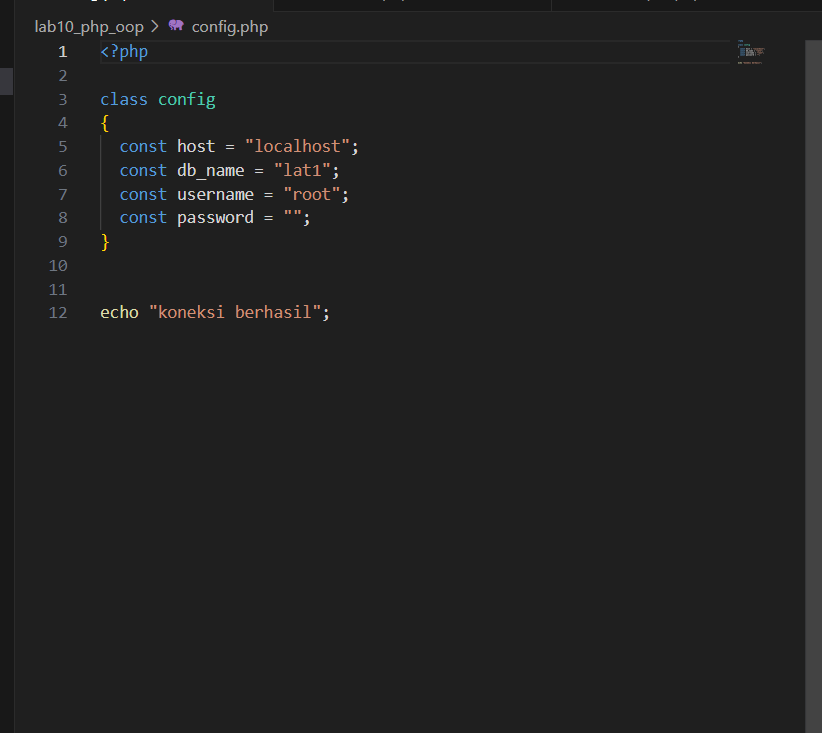 lab10_php_oop > config.php
1 <?php
2
3 class config
4 {
5 const host = "localhost";
6 const db_name = "lat1";
7 const username = "root";
8 const password = "";
9 }
10
11
12 echo "koneksi berhasil";